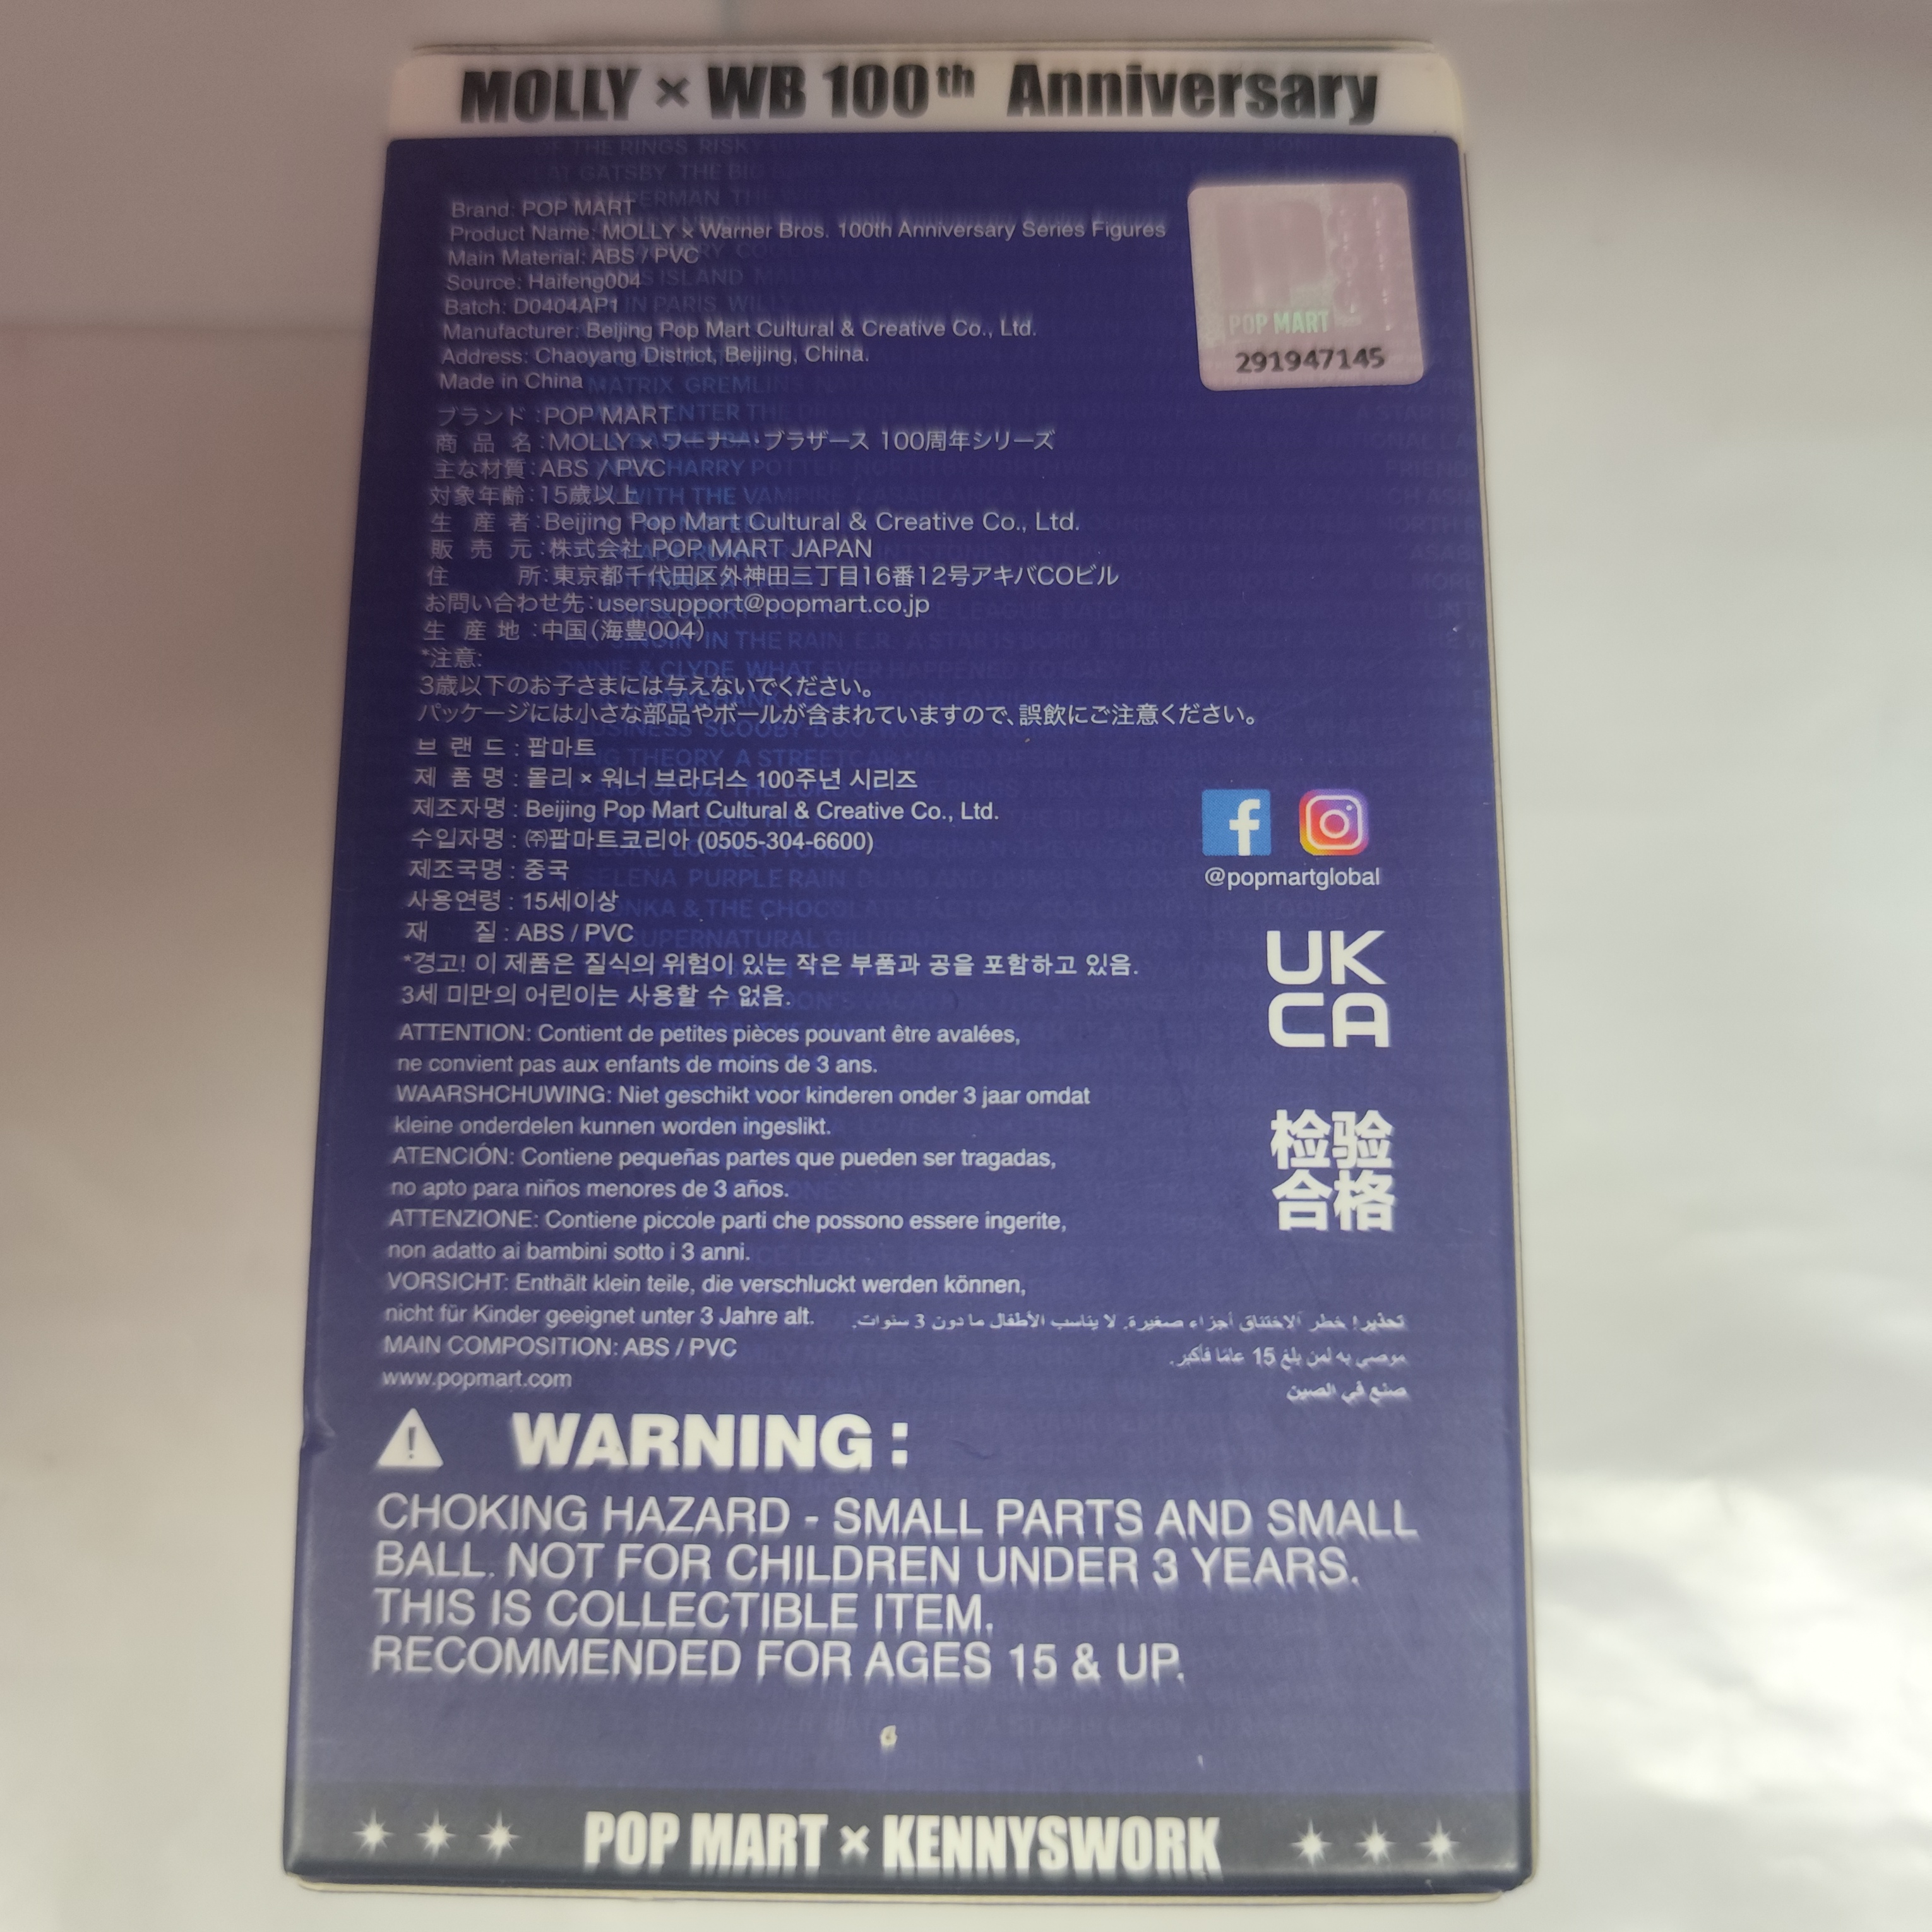 MOLLY × WB 100th Anniversary
Brand: POP MART
Product Name: MOLLY × Warner Bros. 100th Anniversary Series Figures
Main Material: ABS / PVC
Source: Haifeng004
Batch: D0404AP1
Manufacturer: Beijing Pop Mart Cultural & Creative Co., Ltd.
Address: Chaoyang District, Beijing, China.
Made in China
POP MART
291947145
ブランド:POP MART
商品名:MOLLY × ワーナー・ブラザース 100周年シリーズ
主な材質:ABS / PVC
対象年齢:15歳以上
生産者:Beijing Pop Mart Cultural & Creative Co., Ltd.
販売元:株式会社 POP MART JAPAN
住所:東京都千代田区外神田三丁目16番12号アキバCOビル
お問い合わせ先:usersupport@popmart.co.jp
生産地:中国(海豊004)
*注意:
3歳以下のお子さまには与えないでください。
パッケージには小さな部品やボールが含まれていますので、誤飲にご注意ください。
브랜드 : 팝마트
제품명 : 몰리 × 워너 브라더스 100주년 시리즈
제조자명 : Beijing Pop Mart Cultural & Creative Co., Ltd.
수입자명 : ㈜팝마트코리아 (0505-304-6600)
제조국명 : 중국
사용연령 : 15세이상
재질 : ABS / PVC
*경고! 이 제품은 질식의 위험이 있는 작은 부품과 공을 포함하고 있음.
3세 미만의 어린이는 사용할 수 없음.
@popmartglobal
UK
CA
检验
合格
ATTENTION: Contient de petites pièces pouvant être avalées,
ne convient pas aux enfants de moins de 3 ans.
WAARSHCHUWING: Niet geschikt voor kinderen onder 3 jaar omdat
kleine onderdelen kunnen worden ingeslikt.
ATENCIÓN: Contiene pequeñas partes que pueden ser tragadas,
no apto para niños menores de 3 años.
ATTENZIONE: Contiene piccole parti che possono essere ingerite,
non adatto ai bambini sotto i 3 anni.
VORSICHT: Enthält klein teile, die verschluckt werden können,
nicht für Kinder geeignet unter 3 Jahre alt.
تحذير! خطر الاختناق أجزاء صغيرة. لا يناسب الأطفال ما دون 3 سنوات.
موصى به لمن بلغ 15 عامًا فأكبر.
صنع في الصين
MAIN COMPOSITION: ABS / PVC
www.popmart.com
WARNING :
CHOKING HAZARD - SMALL PARTS AND SMALL
BALL. NOT FOR CHILDREN UNDER 3 YEARS.
THIS IS COLLECTIBLE ITEM.
RECOMMENDED FOR AGES 15 & UP.
6
POP MART × KENNYSWORK